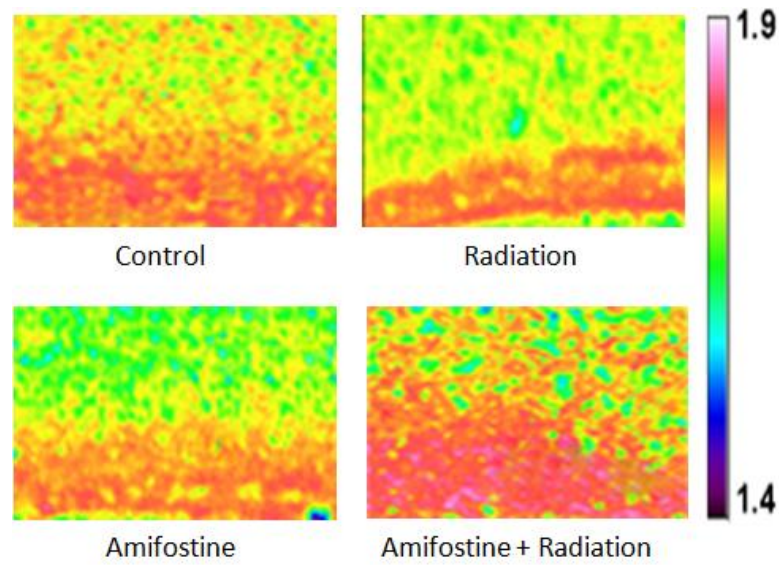 1.9
Control
Radiation
Amifostine
Amifostine + Radiation
1.4